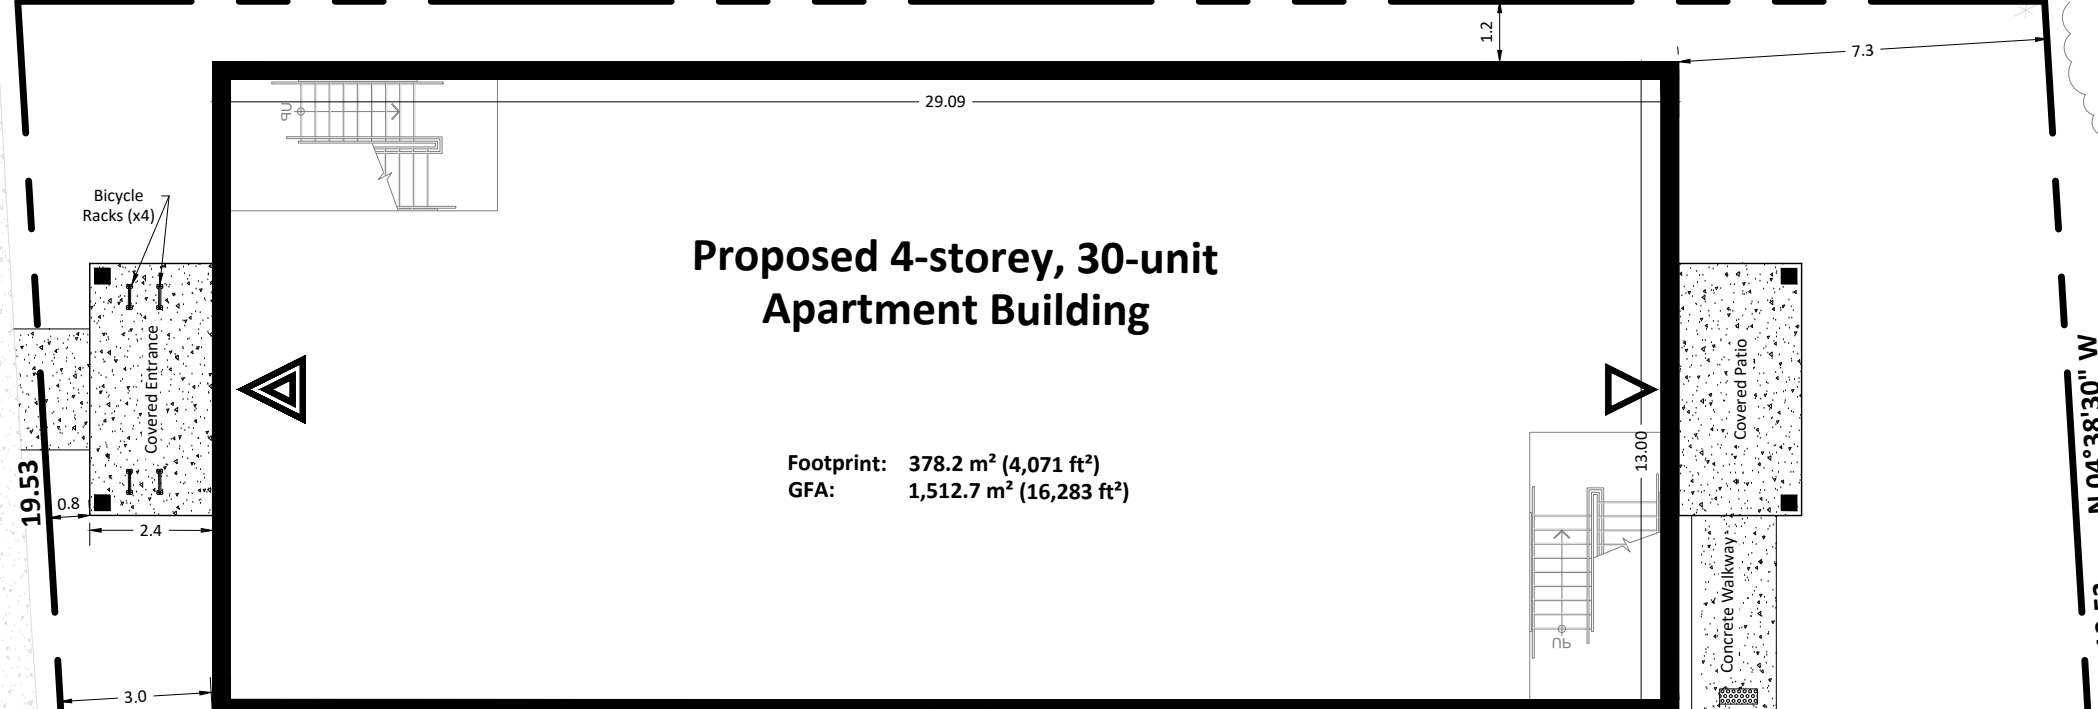 1.2
7.3
29.09
UP
Bicycle
Racks (x4)
Proposed 4-storey, 30-unit
Apartment Building
Covered Entrance
Covered Patio
N 04°38'30" W
13.00
Footprint: 378.2 m² (4,071 ft²)
GFA: 1,512.7 m² (16,283 ft²)
19.53
0.8
2.4
UP
Concrete Walkway
3.0